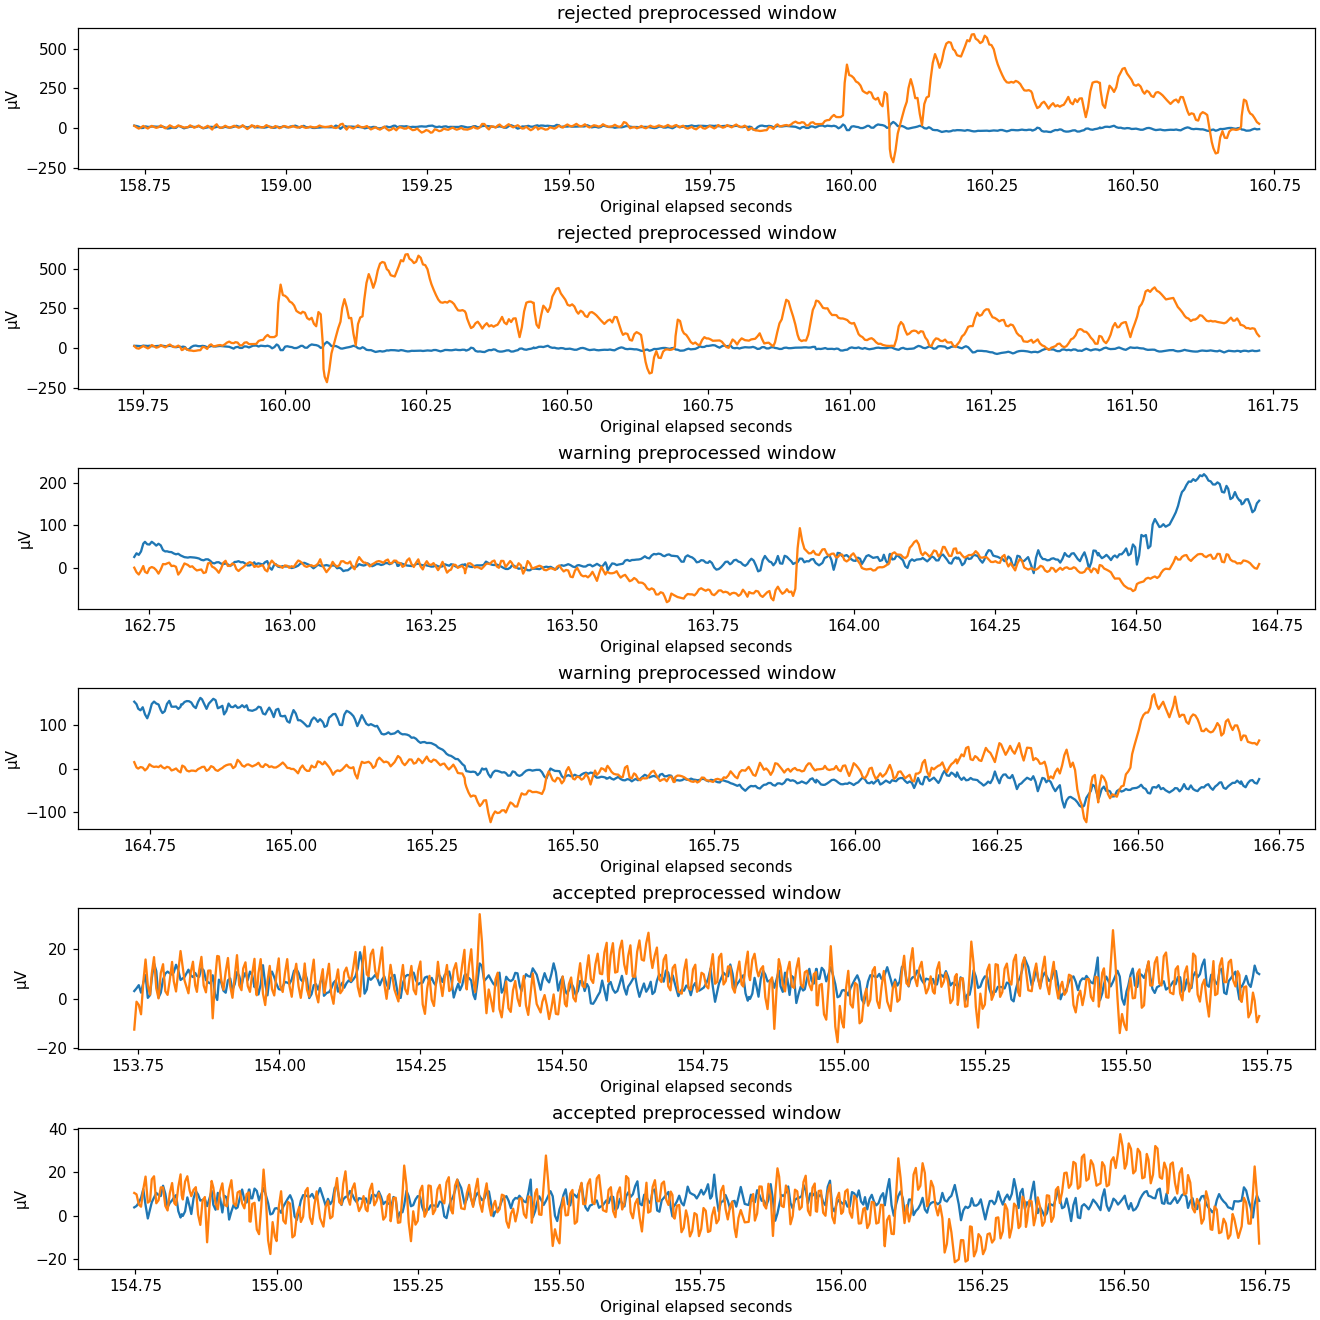 rejected preprocessed window
µV
500
250
0
−250
158.75 159.00 159.25 159.50 159.75 160.00 160.25 160.50 160.75
Original elapsed seconds
rejected preprocessed window
µV
500
250
0
−250
159.75 160.00 160.25 160.50 160.75 161.00 161.25 161.50 161.75
Original elapsed seconds
warning preprocessed window
µV
200
100
0
162.75 163.00 163.25 163.50 163.75 164.00 164.25 164.50 164.75
Original elapsed seconds
warning preprocessed window
µV
100
0
−100
164.75 165.00 165.25 165.50 165.75 166.00 166.25 166.50 166.75
Original elapsed seconds
accepted preprocessed window
µV
20
0
−20
153.75 154.00 154.25 154.50 154.75 155.00 155.25 155.50 155.75
Original elapsed seconds
accepted preprocessed window
µV
40
20
0
−20
154.75 155.00 155.25 155.50 155.75 156.00 156.25 156.50 156.75
Original elapsed seconds